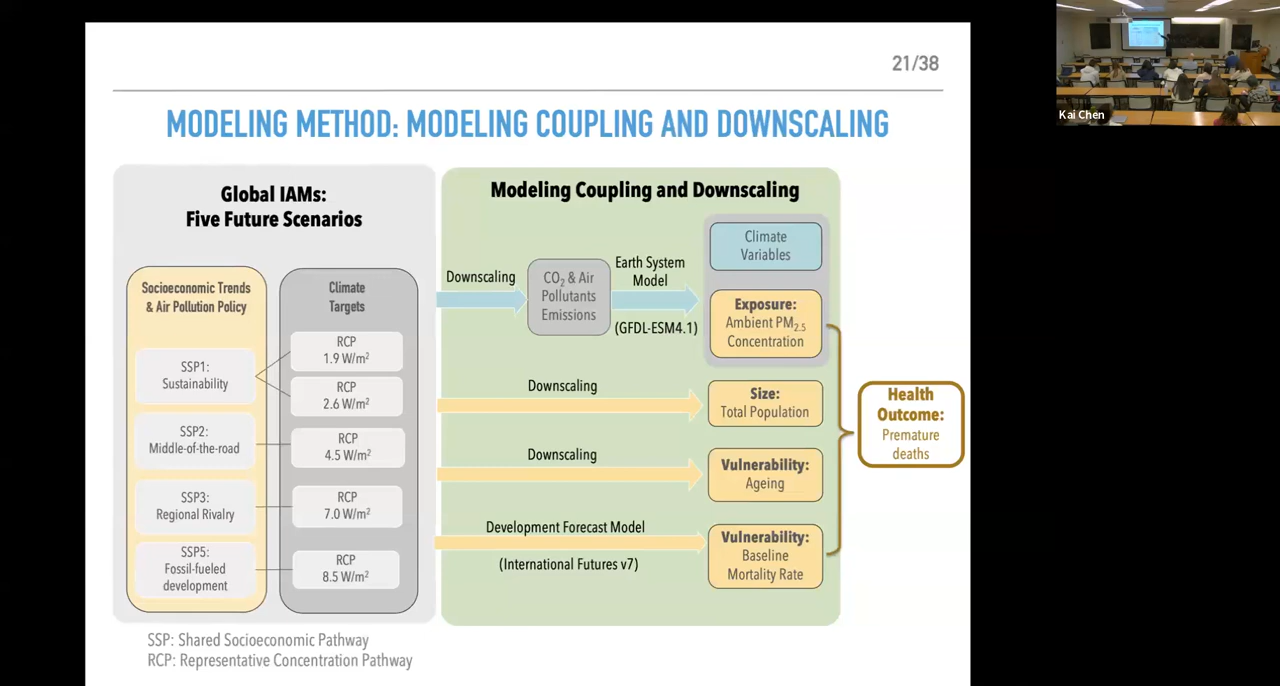 21/38
MODELING METHOD: MODELING COUPLING AND DOWNSCALING
Global IAMs:
Five Future Scenarios
Socioeconomic Trends
& Air Pollution Policy
SSP1:
Sustainability
SSP2:
Middle-of-the-road
SSP3:
Regional Rivalry
SSP5:
Fossil-fueled
development
Climate
Targets
RCP
1.9 W/m²
RCP
2.6 W/m²
RCP
4.5 W/m²
RCP
7.0 W/m²
RCP
8.5 W/m²
Modeling Coupling and Downscaling
Downscaling
CO₂ & Air
Pollutants
Emissions
Earth System
Model
(GFDL-ESM4.1)
Climate
Variables
Exposure:
Ambient PM₂.₅
Concentration
Downscaling
Size:
Total Population
Downscaling
Vulnerability:
Ageing
Development Forecast Model
(International Futures v7)
Vulnerability:
Baseline
Mortality Rate
Health
Outcome:
Premature
deaths
SSP: Shared Socioeconomic Pathway
RCP: Representative Concentration Pathway
Kai Chen